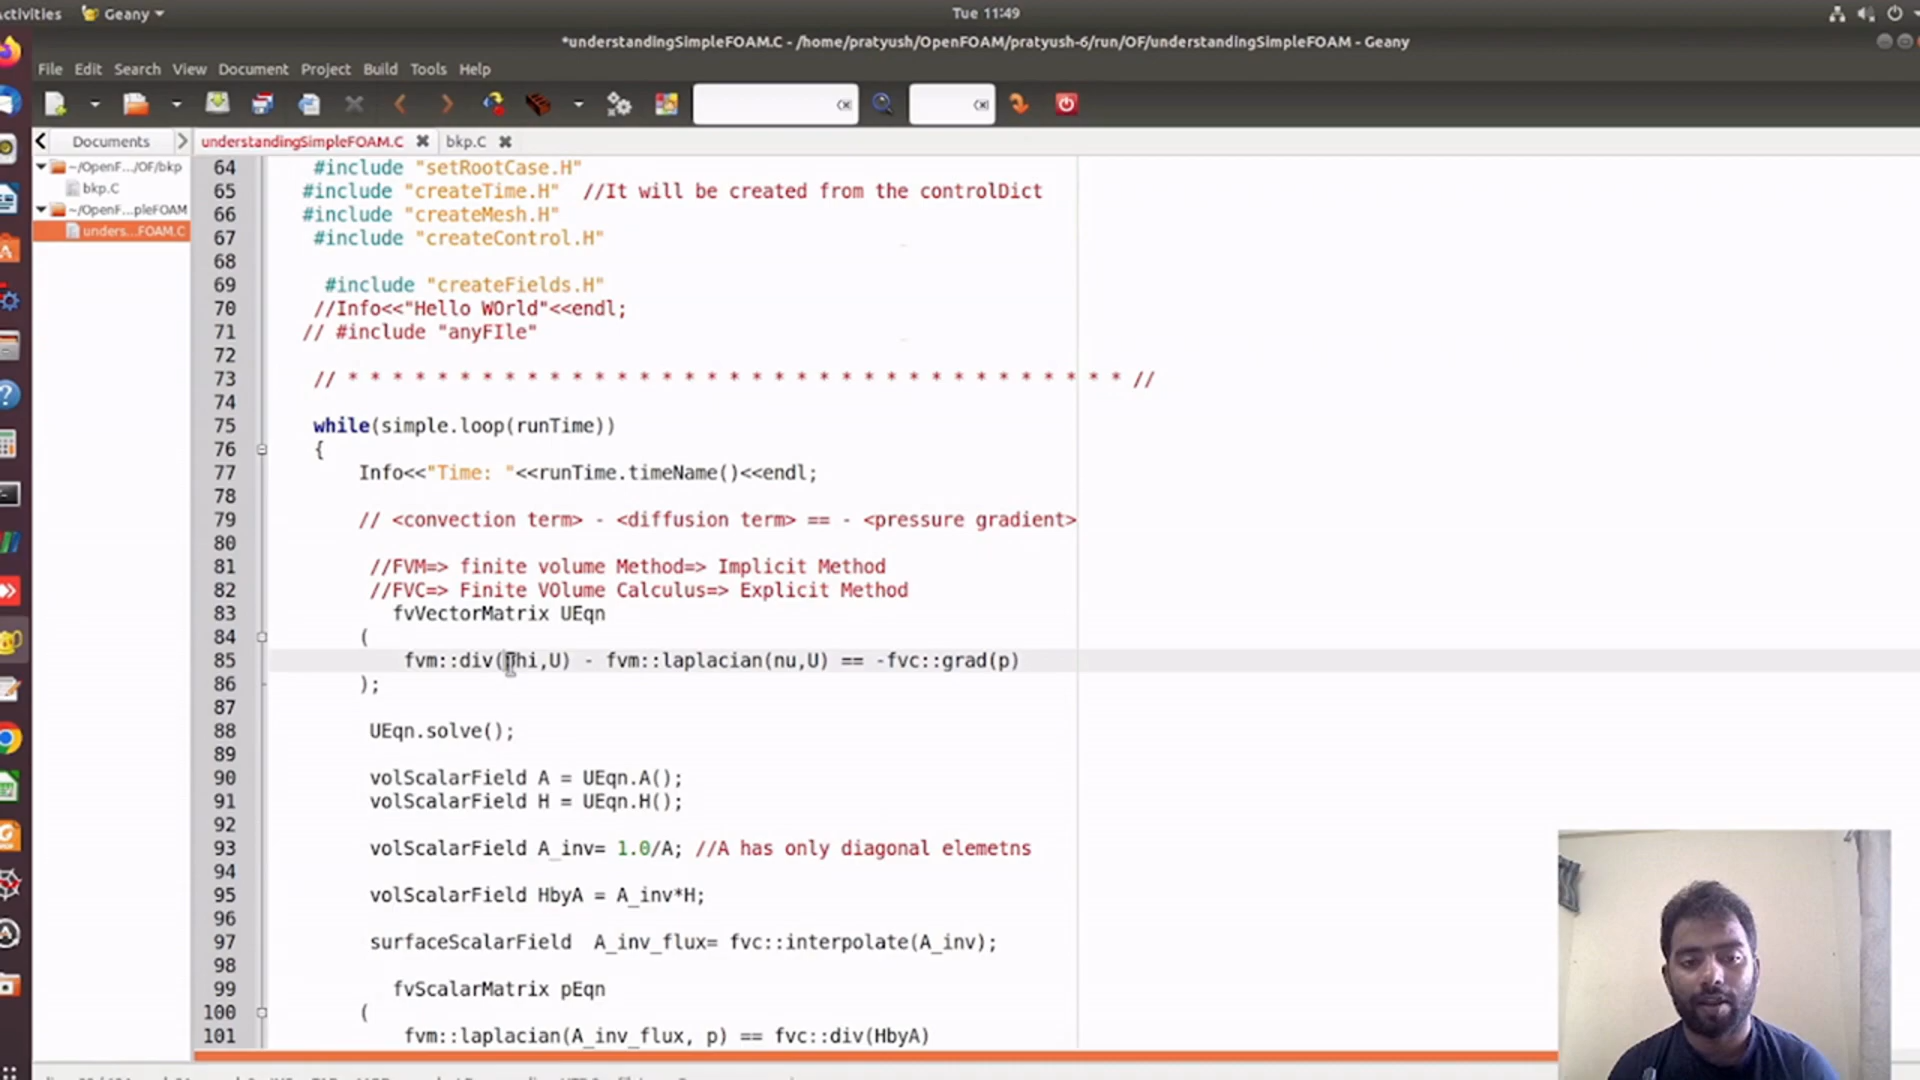 Activities Geany Tue 11:49
*understandingSimpleFOAM.C - /home/pratyush/OpenFOAM/pratyush-6/run/OF/understandingSimpleFOAM - Geany
File Edit Search View Document Project Build Tools Help
Documents understandingSimpleFOAM.C bkp.C
~/OpenF.../OF/bkp
bkp.C
~/OpenF...pleFOAM
unders...FOAM.C
64 #include "setRootCase.H"
65 #include "createTime.H" //It will be created from the controlDict
66 #include "createMesh.H"
67 #include "createControl.H"
68
69 #include "createFields.H"
70 //Info<<"Hello WOrld"<<endl;
71 // #include "anyFIle"
72
73 // * * * * * * * * * * * * * * * * * * * * * * * * * * * * * * * * * * * //
74
75 while(simple.loop(runTime))
76 {
77 Info<<"Time: "<<runTime.timeName()<<endl;
78
79 // <convection term> - <diffusion term> == - <pressure gradient>
80
81 //FVM=> finite volume Method=> Implicit Method
82 //FVC=> Finite VOlume Calculus=> Explicit Method
83 fvVectorMatrix UEqn
84 (
85 fvm::div(phi,U) - fvm::laplacian(nu,U) == -fvc::grad(p)
86 );
87
88 UEqn.solve();
89
90 volScalarField A = UEqn.A();
91 volScalarField H = UEqn.H();
92
93 volScalarField A_inv= 1.0/A; //A has only diagonal elemetns
94
95 volScalarField HbyA = A_inv*H;
96
97 surfaceScalarField A_inv_flux= fvc::interpolate(A_inv);
98
99 fvScalarMatrix pEqn
100 (
101 fvm::laplacian(A_inv_flux, p) == fvc::div(HbyA)